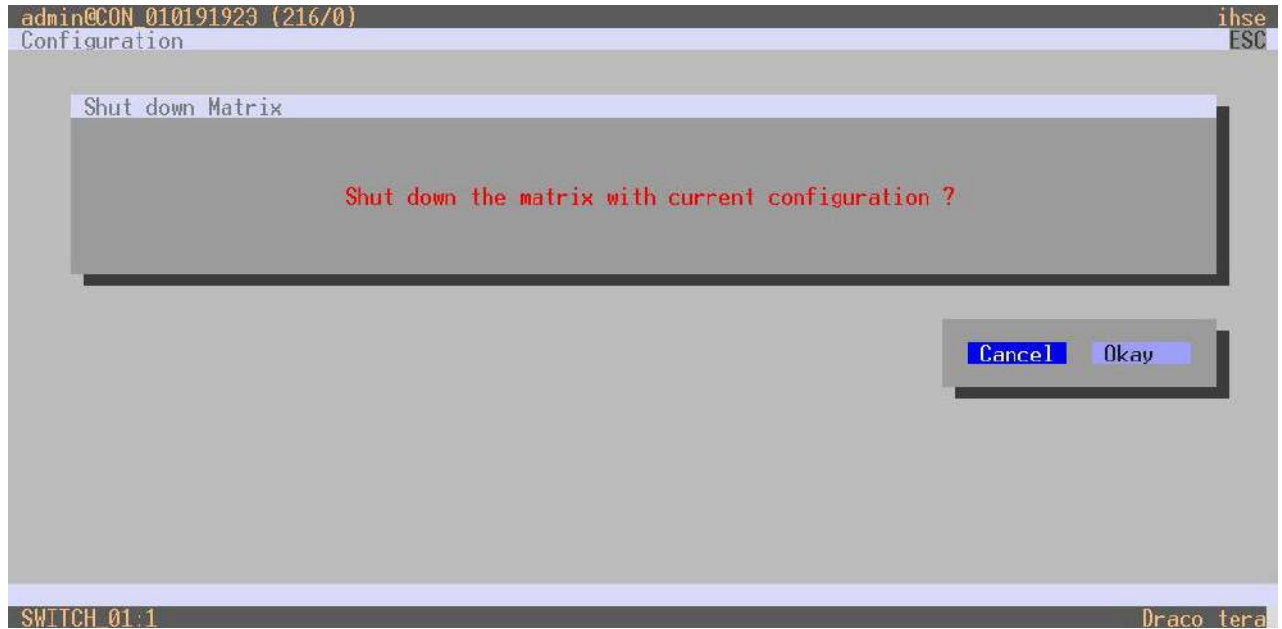 admin@CON_010191923 (216/0) ihse
Configuration ESC
Shut down Matrix
Shut down the matrix with current configuration ?
Cancel Okay
SWITCH_01:1 Draco tera